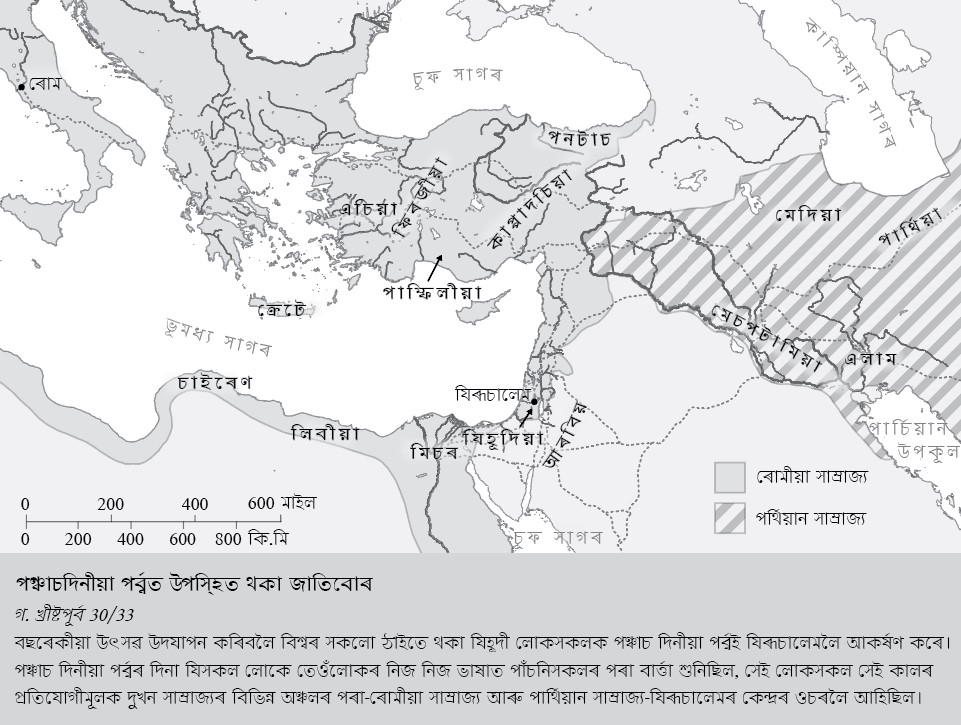 কাস্পিয়ান সাগৰ
চুফ সাগৰ
ৰোম
পনটাচ
ফ্ৰিৰজীয়া
কাপ্পাদচিয়া
এচিয়া
মেদিয়া
পাৰ্থিয়া
পাম্ফিলীয়া
ক্ৰেটে
মেচপটামিয়া
ভূমধ্য সাগৰ
এলাম
চাইৰেণ
যিৰূচালেম
পাৰ্চিয়ান
উপকূল
লিবীয়া
যিহূদিয়া
মিচৰ
আৰবিয়
ৰোমীয়া সাম্ৰাজ্য
পৰ্থিয়ান সাম্ৰাজ্য
0 200 400 600 মাইল
0 200 400 600 800 কি.মি
চুফ সাগৰ
পঞ্চাচদিনীয়া পৰ্ব্বত উপস্হিত থকা জাতিবোৰ
গ. খ্ৰীষ্টপূৰ্ব 30/33
বছৰেকীয়া উৎসৱ উদযাপন কৰিবলৈ বিশ্বৰ সকলো ঠাইতে থকা যিহূদী লোকসকলক পঞ্চাচ দিনীয়া পৰ্ব্বই যিৰূচালেমলৈ আকৰ্ষণ কৰে।
পঞ্চাচ দিনীয়া পৰ্ব্বৰ দিনা যিসকল লোকে তেওঁলোকৰ নিজ নিজ ভাষাত পাঁচনিসকলৰ পৰা বাৰ্ত্তা শুনিছিল, সেই লোকসকল সেই কালৰ
প্ৰতিযোগীমূলক দুখন সাম্ৰাজ্যৰ বিভিন্ন অঞ্চলৰ পৰা-ৰোমীয়া সাম্ৰাজ্য আৰু পাৰ্থিয়ান সাম্ৰাজ্য-যিৰূচালেমৰ কেন্দ্ৰৰ ওচৰলৈ আহিছিল।